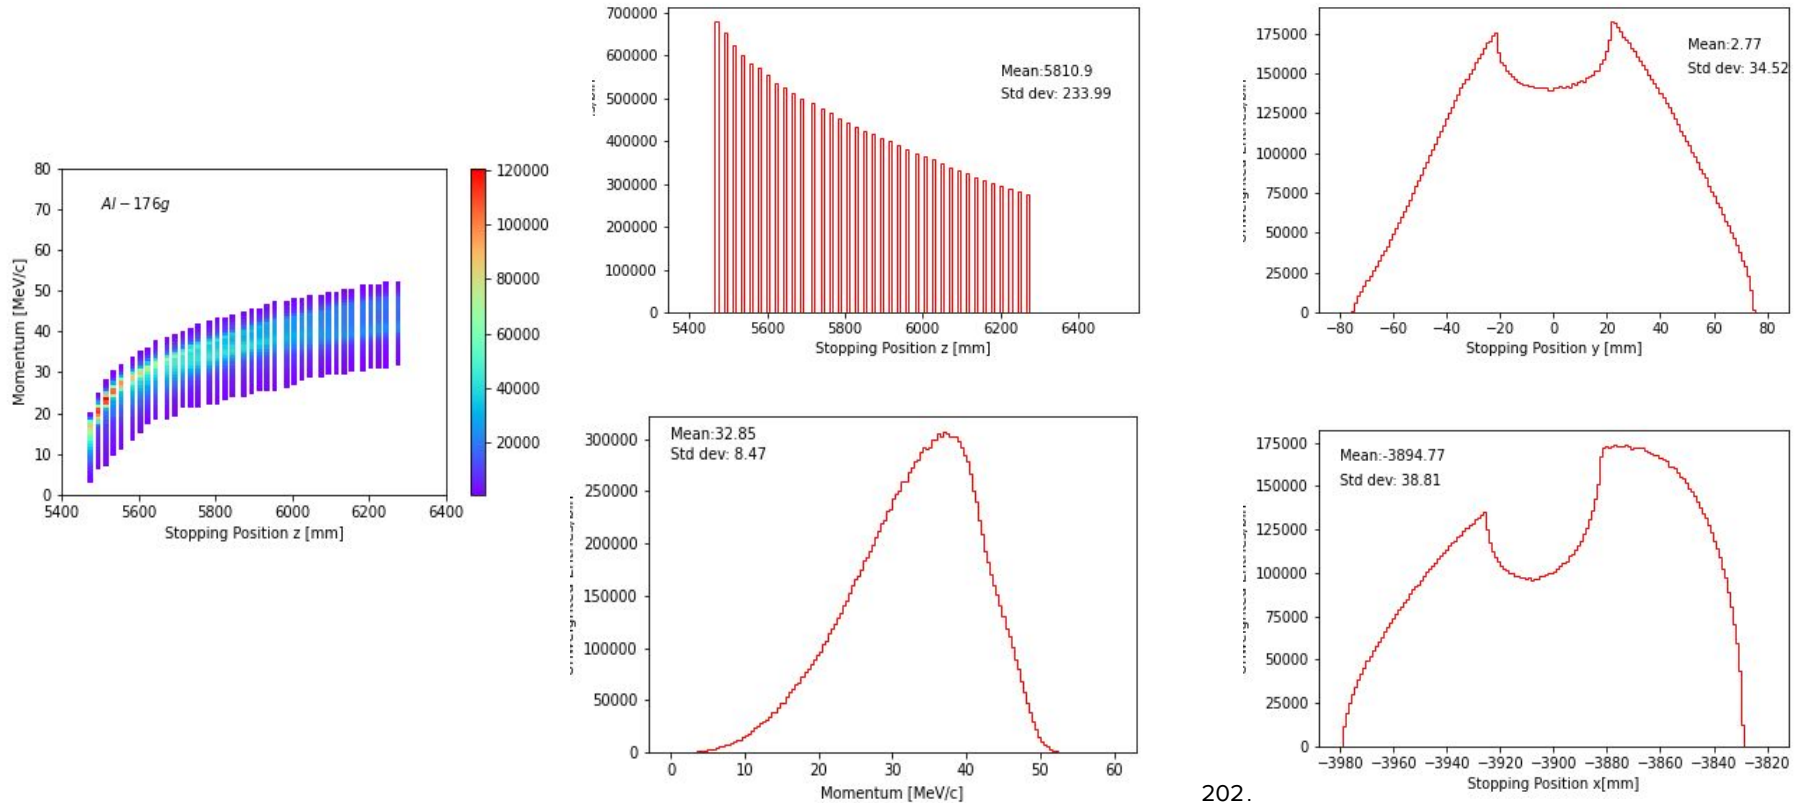 80
70
60
50
40
30
20
10
0
Momentum [MeV/c]
Al − 176g
5400 5600 5800 6000 6200 6400
Stopping Position z [mm]
120000
100000
80000
60000
40000
20000
700000
600000
500000
400000
300000
200000
100000
0
Mean:5810.9
Std dev: 233.99
5400 5600 5800 6000 6200 6400
Stopping Position z [mm]
175000
150000
125000
100000
75000
50000
25000
0
Mean:2.77
Std dev: 34.52
−80 −60 −40 −20 0 20 40 60 80
Stopping Position y [mm]
300000
250000
200000
150000
100000
50000
0
Mean:32.85
Std dev: 8.47
0 10 20 30 40 50 60
Momentum [MeV/c]
202.
175000
150000
125000
100000
75000
50000
25000
0
Mean:-3894.77
Std dev: 38.81
−3980 −3960 −3940 −3920 −3900 −3880 −3860 −3840 −3820
Stopping Position x[mm]